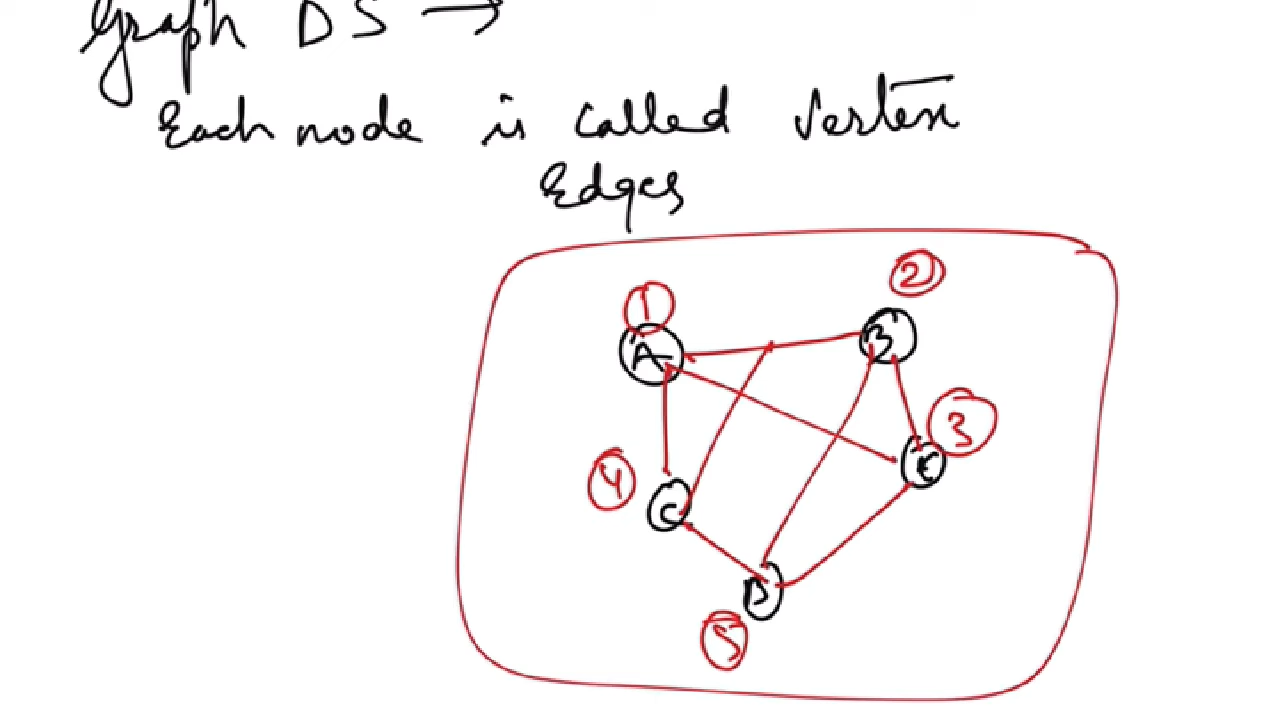 Graph DS →
Each node is called Vertex
Edges
2
1
A
B
3
E
4
C
D
5